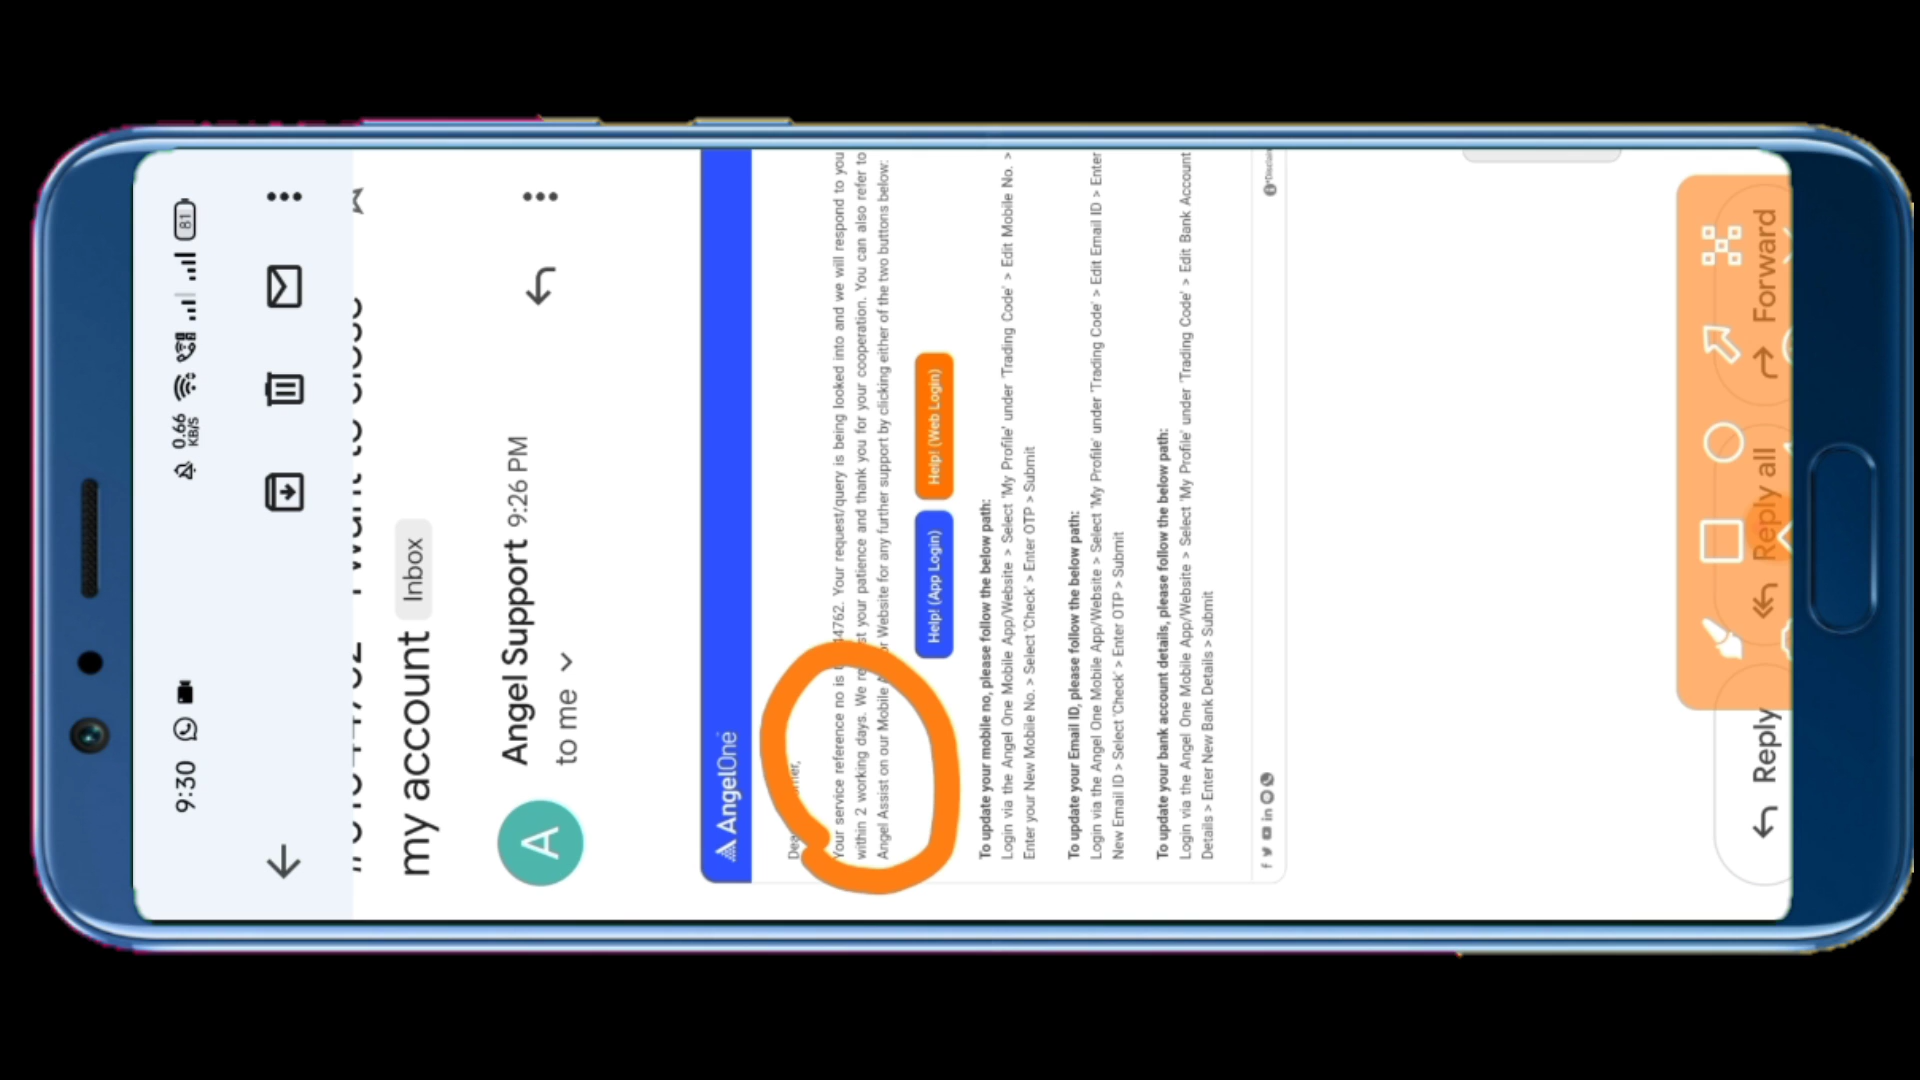 9:30
0.66
KB/S
81
I want to close
my account Inbox
Angel Support 9:26 PM
to me
A
AngelOne
Your service reference no is 44762. Your request/query is being looked into and we will respond to you
within 2 working days. We your patience and thank you for your cooperation. You can also refer to
Angel Assist on our Mobile or Website for any further support by clicking either of the two buttons below:
Help! (App Login) Help! (Web Login)
To update your mobile no, please follow the below path:
Login via the Angel One Mobile App/Website > Select 'My Profile' under 'Trading Code' > Edit Mobile No. >
Enter your New Mobile No. > Select 'Check' > Enter OTP > Submit
To update your Email ID, please follow the below path:
Login via the Angel One Mobile App/Website > Select 'My Profile' under 'Trading Code' > Edit Email ID > Enter
New Email ID > Select 'Check' > Enter OTP > Submit
To update your bank account details, please follow the below path:
Login via the Angel One Mobile App/Website > Select 'My Profile' under 'Trading Code' > Edit Bank Account
Details > Enter New Bank Details > Submit
Reply Reply all Forward